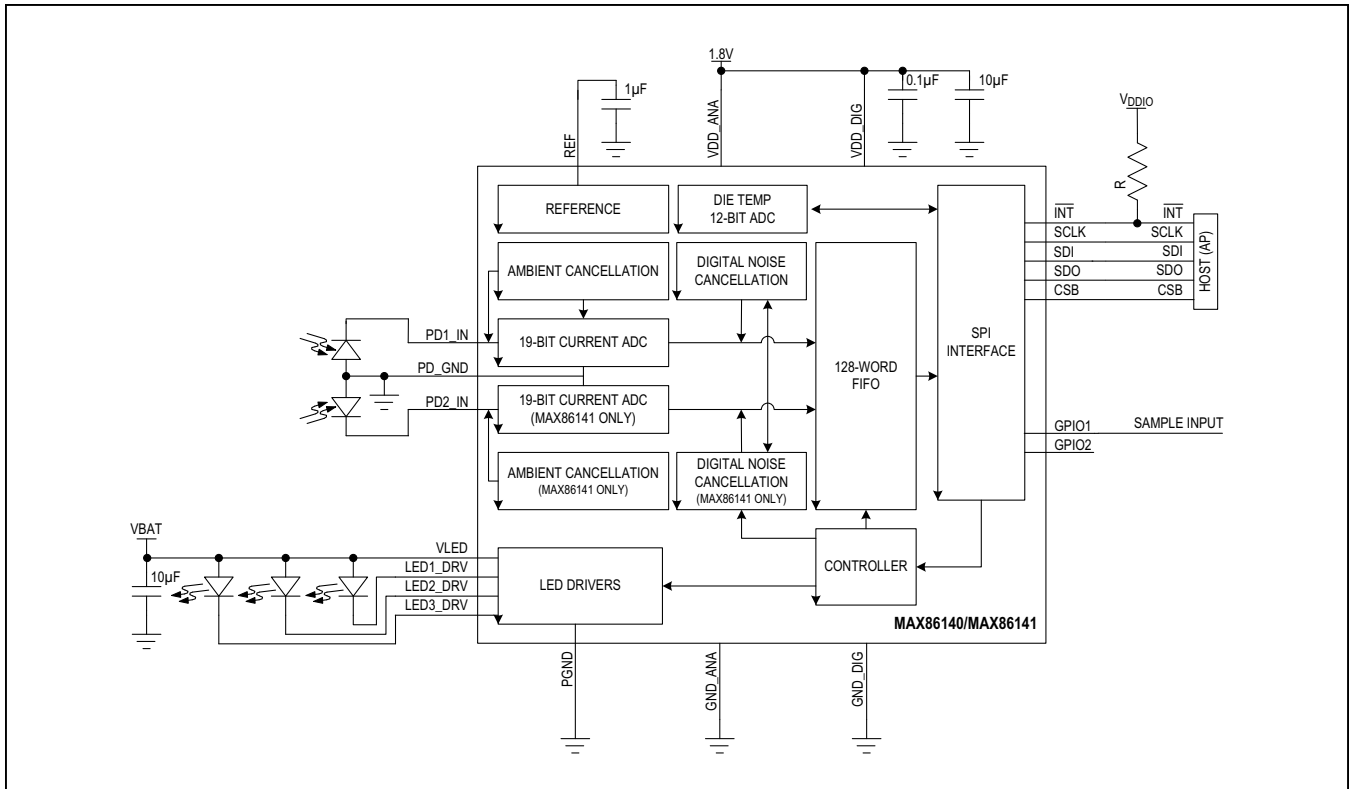 1.8V
1µF
0.1µF
10µF
VDDIO
REF
VDD_ANA
VDD_DIG
R
REFERENCE
DIE TEMP
12-BIT ADC
INT
INT
SCLK
SCLK
SDI
SDI
SDO
SDO
CSB
CSB
HOST (AP)
AMBIENT CANCELLATION
DIGITAL NOISE
CANCELLATION
SPI
INTERFACE
PD1_IN
19-BIT CURRENT ADC
PD_GND
128-WORD
FIFO
PD2_IN
19-BIT CURRENT ADC
(MAX86141 ONLY)
GPIO1
SAMPLE INPUT
GPIO2
AMBIENT CANCELLATION
(MAX86141 ONLY)
DIGITAL NOISE
CANCELLATION
(MAX86141 ONLY)
VBAT
10µF
VLED
LED1_DRV
LED2_DRV
LED3_DRV
LED DRIVERS
CONTROLLER
MAX86140/MAX86141
PGND
GND_ANA
GND_DIG